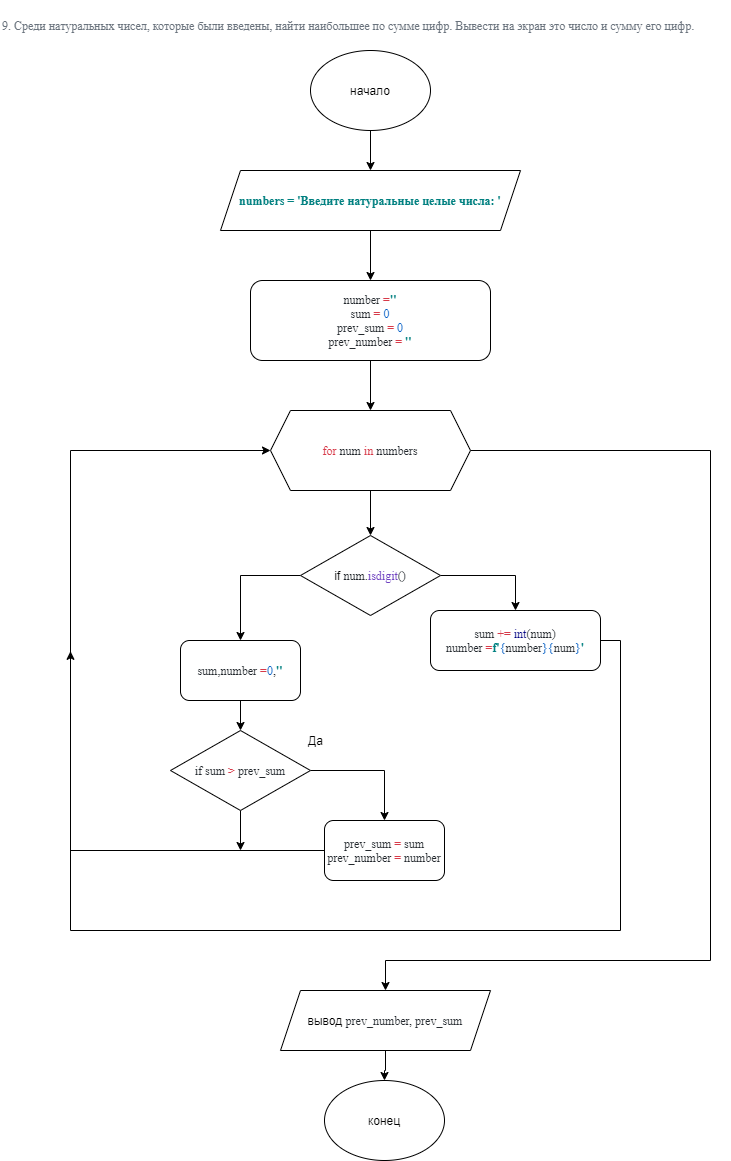 9. Среди натуральных чисел, которые были введены, найти наибольшее по сумме цифр. Вывести на экран это число и сумму его цифр.
начало
numbers = 'Введите натуральные целые числа: '
number =''
sum = 0
prev_sum = 0
prev_number = ''
for num in numbers
if num.isdigit()
sum += int(num)
number =f'{number}{num}'
sum,number =0,''
Да
if sum > prev_sum
prev_sum = sum
prev_number = number
вывод prev_number, prev_sum
конец